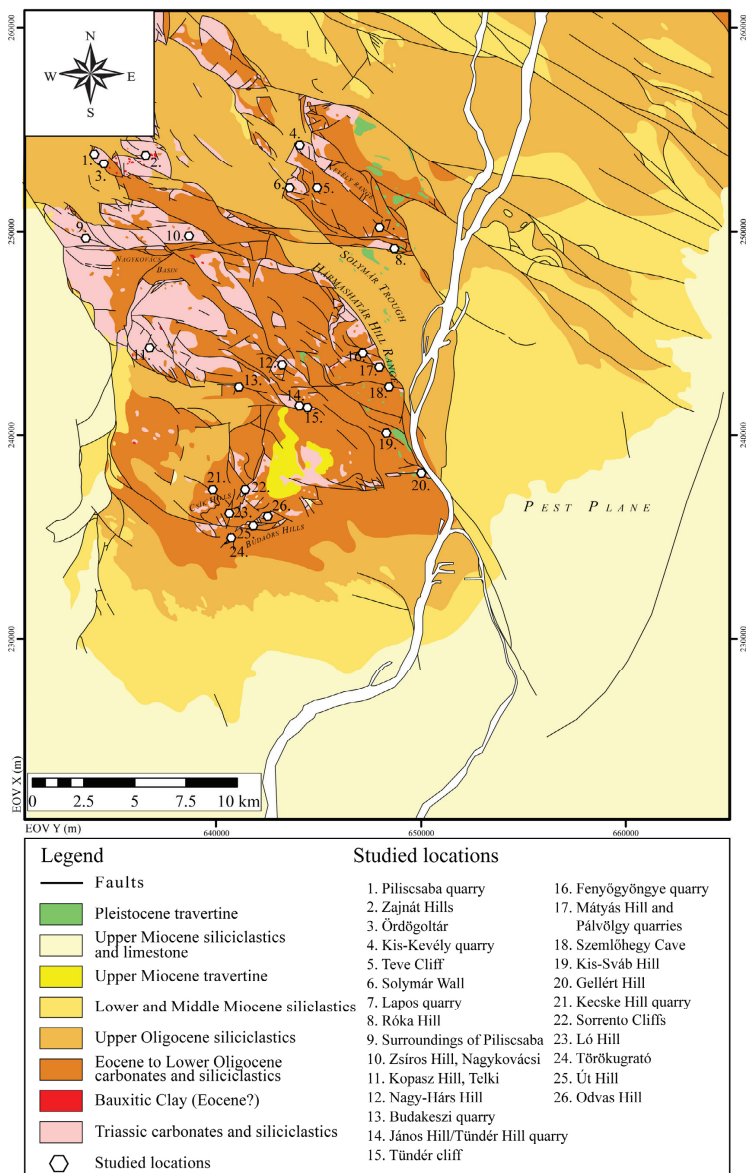 260000
260000
N
W
E
S
4.
1.
2.
3.
KEVÉLY RANGE
6.
5.
7.
9.
10.
250000
250000
8.
NAGYKOVÁCSI
BASIN
SOLYMÁR TROUGH
HÁRMASHATÁR HILL RANGE
11.
16.
12.
17.
13.
18.
14.
15.
240000
240000
19.
20.
21.
22.
CSIKI HILLS
PEST PLANE
23.
26.
25.
BUDAÖRS HILLS
24.
230000
230000
EOV X (m)
0 2.5 5 7.5 10 km
EOV Y (m)
640000
650000
660000
Legend
Faults
Pleistocene travertine
Upper Miocene siliciclastics
and limestone
Upper Miocene travertine
Lower and Middle Miocene siliclastics
Upper Oligocene siliciclastics
Eocene to Lower Oligocene
carbonates and siliciclastics
Bauxitic Clay (Eocene?)
Triassic carbonates and siliciclastics
Studied locations
Studied locations
1. Piliscsaba quarry
2. Zajnát Hills
3. Ördögoltár
4. Kis-Kevély quarry
5. Teve Cliff
6. Solymár Wall
7. Lapos quarry
8. Róka Hill
9. Surroundings of Piliscsaba
10. Zsíros Hill, Nagykovácsi
11. Kopasz Hill, Telki
12. Nagy-Hárs Hill
13. Budakeszi quarry
14. János Hill/Tündér Hill quarry
15. Tündér cliff
16. Fenyőgyöngye quarry
17. Mátyás Hill and
Pálvölgy quarries
18. Szemlőhegy Cave
19. Kis-Sváb Hill
20. Gellért Hill
21. Kecske Hill quarry
22. Sorrento Cliffs
23. Ló Hill
24. Törökugrató
25. Út Hill
26. Odvas Hill